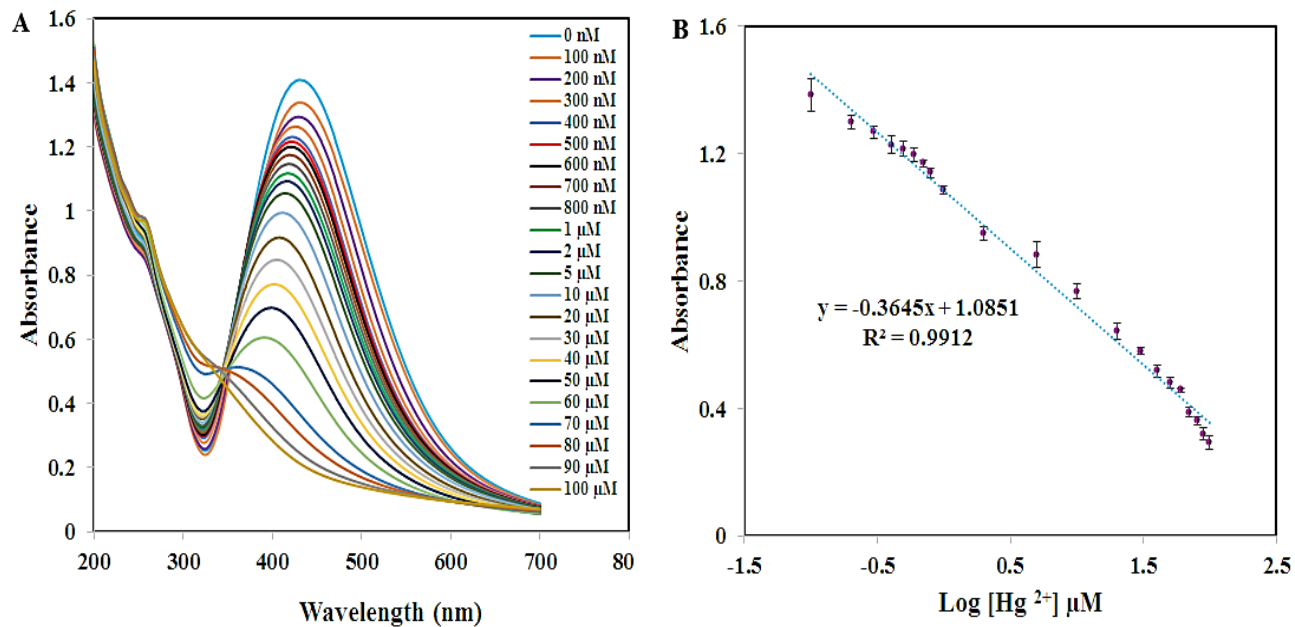 A
Absorbance
1.6
1.4
1.2
1
0.8
0.6
0.4
0.2
0
200
300
400
500
600
700
80
Wavelength (nm)
0 nM
100 nM
200 nM
300 nM
400 nM
500 nM
600 nM
700 nM
800 nM
1 µM
2 µM
5 µM
10 µM
20 µM
30 µM
40 µM
50 µM
60 µM
70 µM
80 µM
90 µM
100 µM
B
Absorbance
1.6
1.2
0.8
0.4
0
y = -0.3645x + 1.0851
R² = 0.9912
-1.5
-0.5
0.5
1.5
2.5
Log [Hg ²⁺] µM